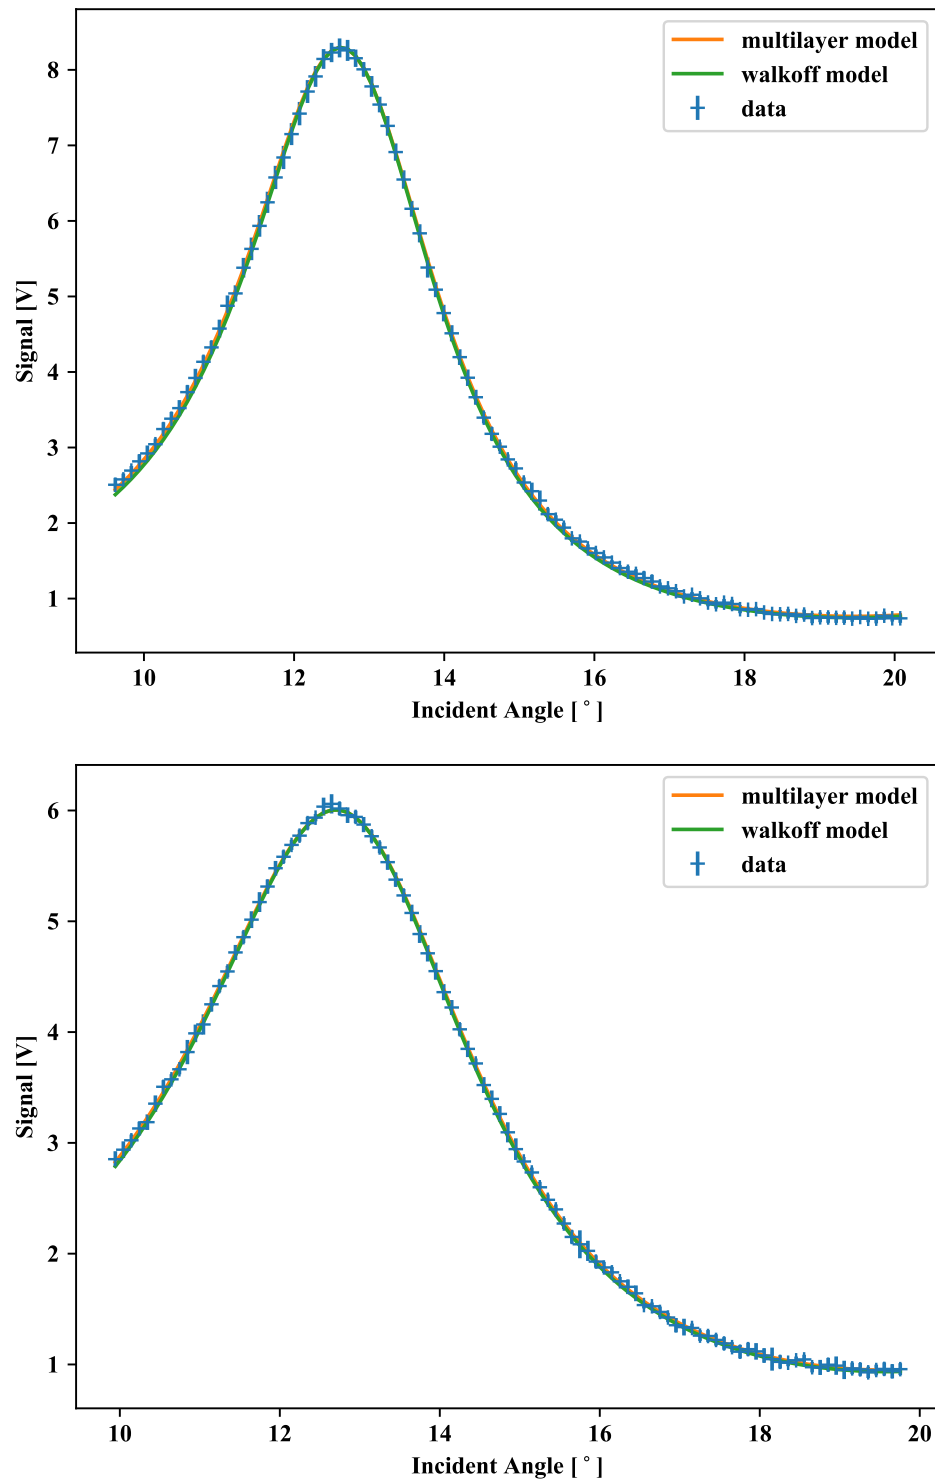 multilayer model
walkoff model
data
8
7
6
5
4
3
2
1
Signal [V]
10 12 14 16 18 20
Incident Angle [ ° ]
multilayer model
walkoff model
data
6
5
4
3
2
1
Signal [V]
10 12 14 16 18 20
Incident Angle [ ° ]